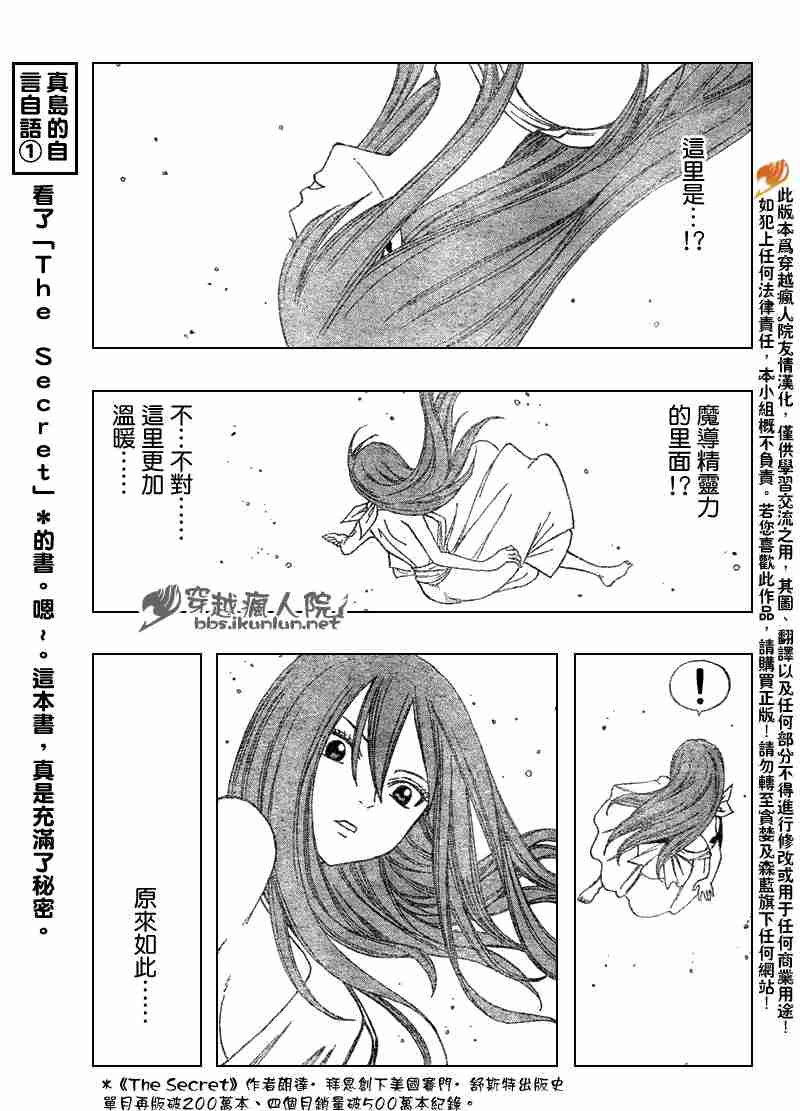 真島的自
言自語①
看了「The Secret」*的書。嗯~。這本書，真是充滿了秘密。
此版本爲穿越瘋人院友情漢化，僅供學習交流之用，其圖、翻譯以及任何部分不得進行修改或用于任何商業用途！
如犯上任何法律責任，本小組概不負責。若您喜歡此作品，請購買正版！請勿轉至貪婪及森藍旗下任何網站！
這里是…!?
魔導精靈力
的里面!?
不…不對……
這里更加
溫暖……
穿越瘋人院
bbs.ikunlun.net
！
原來如此……
*《The Secret》作者朗達·拜恩創下美國賽門·舒斯特出版史
單月再版破200萬本、四個月銷量破500萬本紀錄。